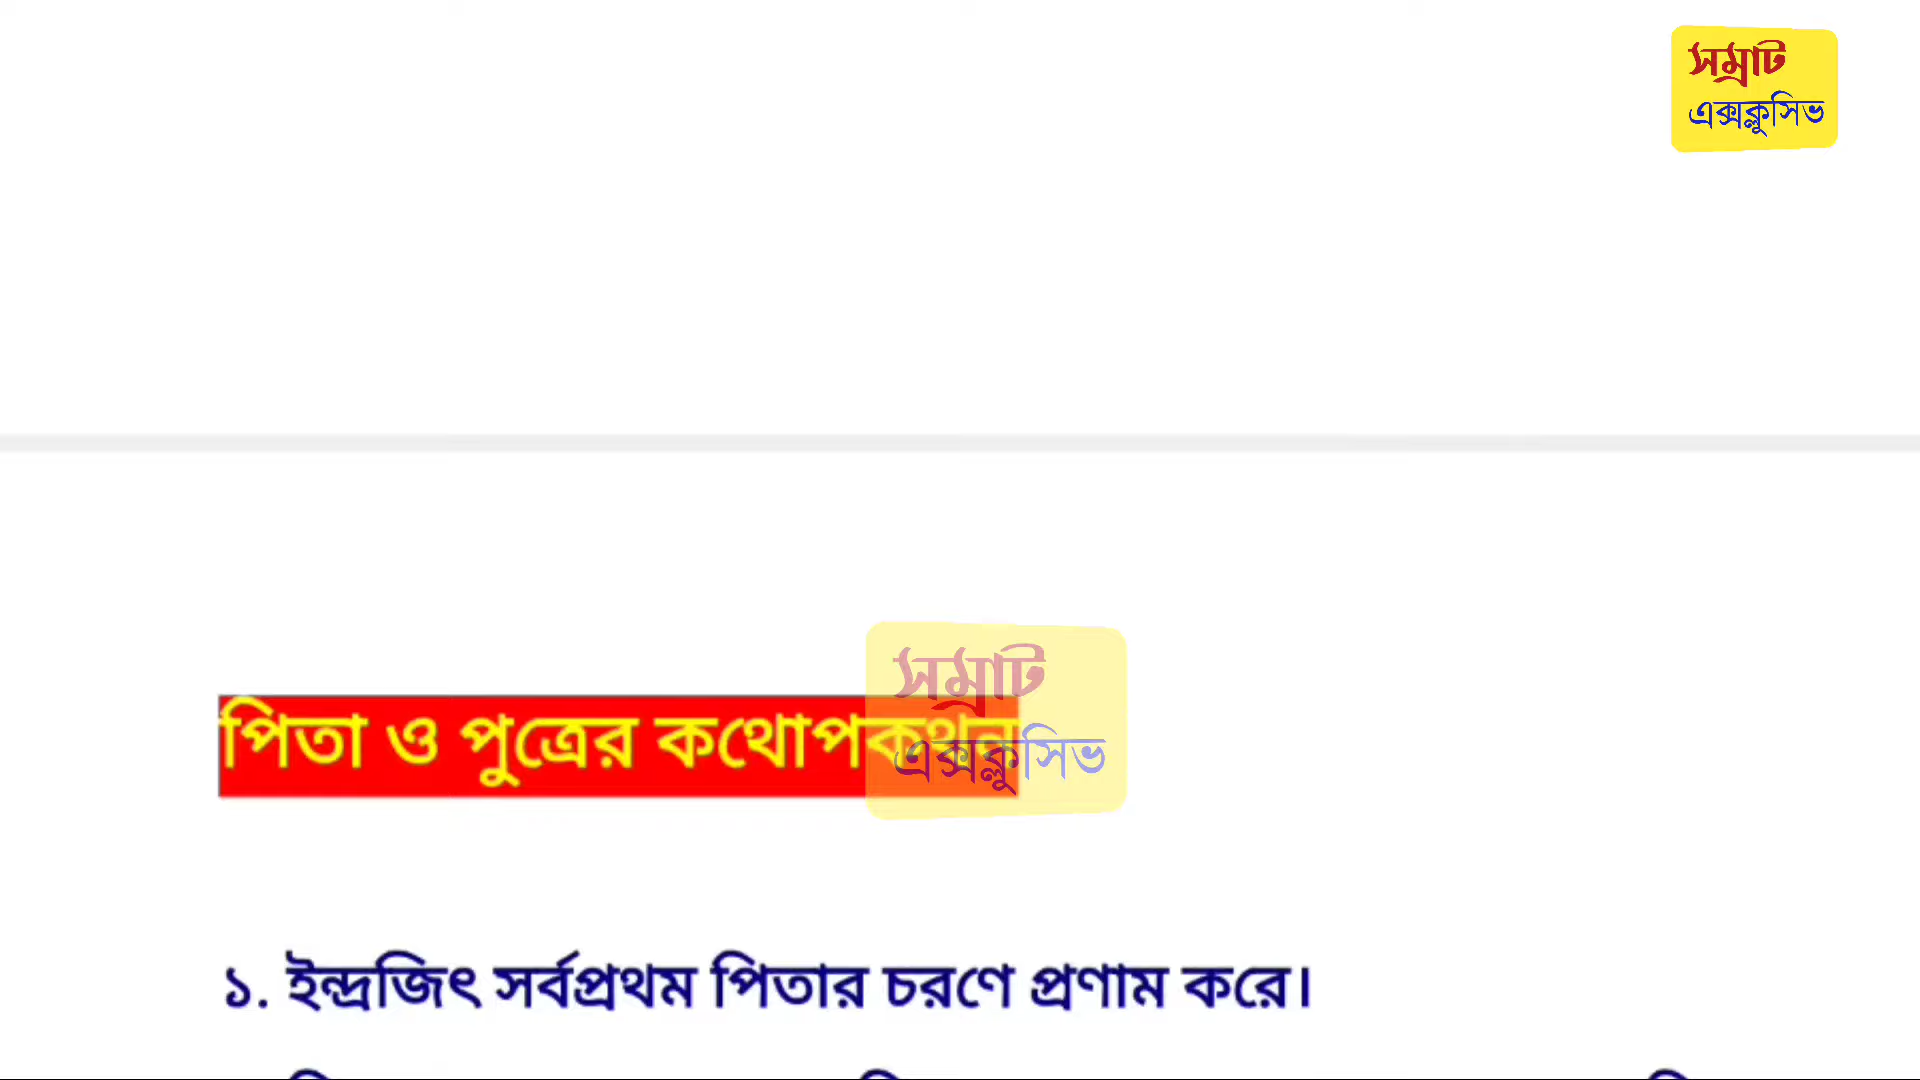 সম্রাট
এক্সক্লুসিভ
পিতা ও পুত্রের কথোপকথন
সম্রাট
এক্সক্লুসিভ
১. ইন্দ্রজিৎ সর্বপ্রথম পিতার চরণে প্রণাম করে।